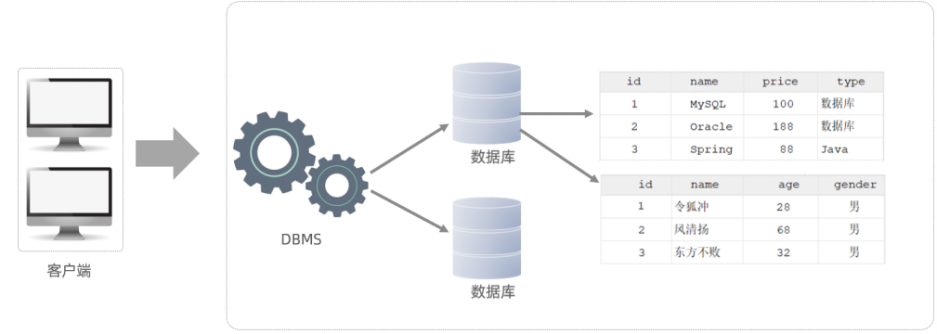 客户端
DBMS
数据库
数据库
id name price type
1 MySQL 100 数据库
2 Oracle 188 数据库
3 Spring 88 Java
id name age gender
1 令狐冲 28 男
2 风清扬 68 男
3 东方不败 32 男